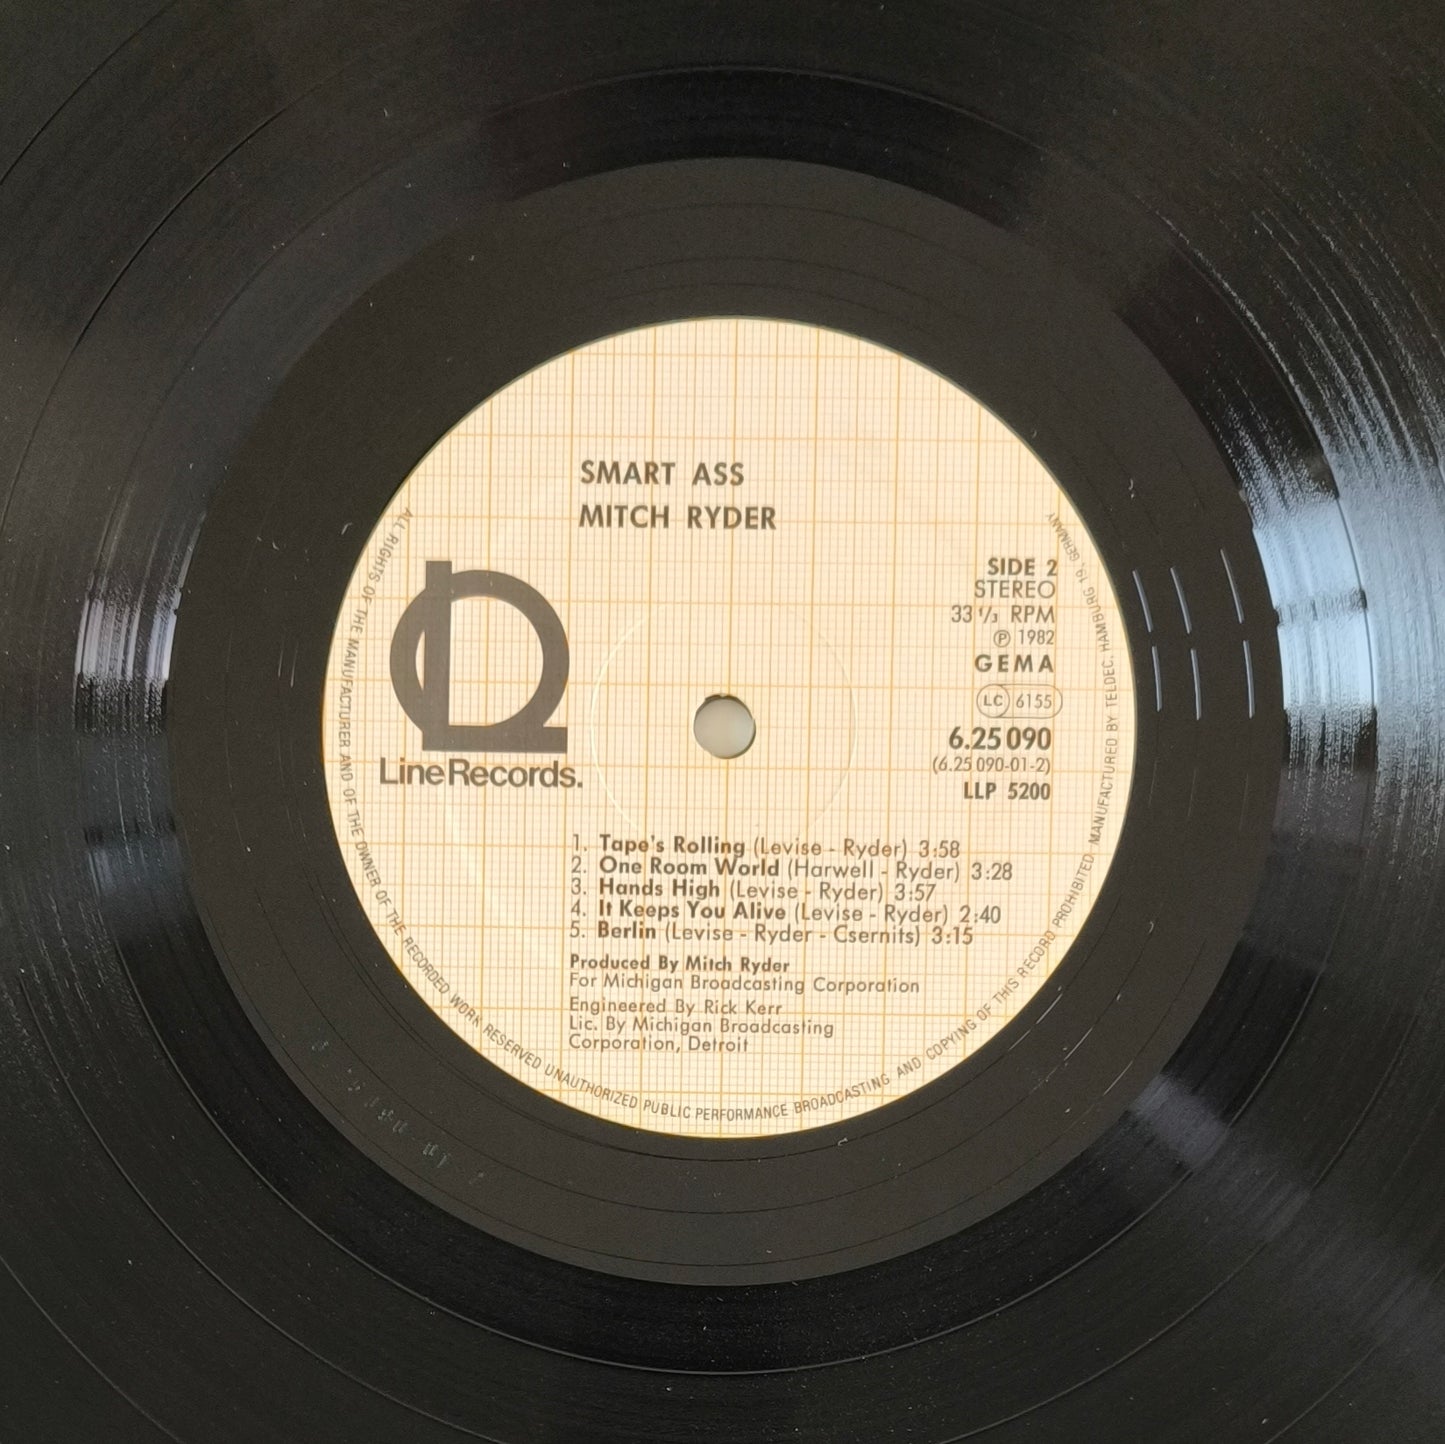 SMART ASS
MITCH RYDER
SIDE 2
STEREO
33 1/3 RPM
Ⓟ 1982
GEMA
LC 6155
6.25 090
(6.25 090-01-2)
LLP 5200
LineRecords.
1. Tape's Rolling (Levise - Ryder) 3:58
2. One Room World (Harwell - Ryder) 3:28
3. Hands High (Levise - Ryder) 3:57
4. It Keeps You Alive (Levise - Ryder) 2:40
5. Berlin (Levise - Ryder - Csernits) 3:15
Produced By Mitch Ryder
For Michigan Broadcasting Corporation
Engineered By Rick Kerr
Lic. By Michigan Broadcasting
Corporation, Detroit
ALL RIGHTS OF THE MANUFACTURER AND OF THE OWNER OF THE RECORDED WORK RESERVED UNAUTHORIZED PUBLIC PERFORMANCE BROADCASTING AND COPYING OF THIS RECORD PROHIBITED MANUFACTURED BY TELDEC, HAMBURG 19, GERMANY